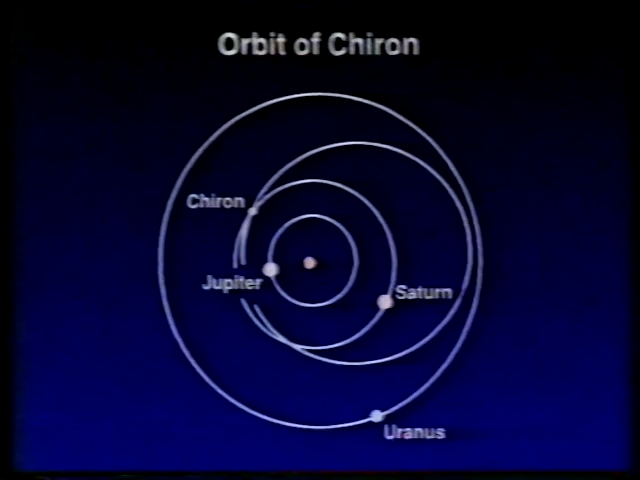 Orbit of Chiron
Chiron
Jupiter
Saturn
Uranus